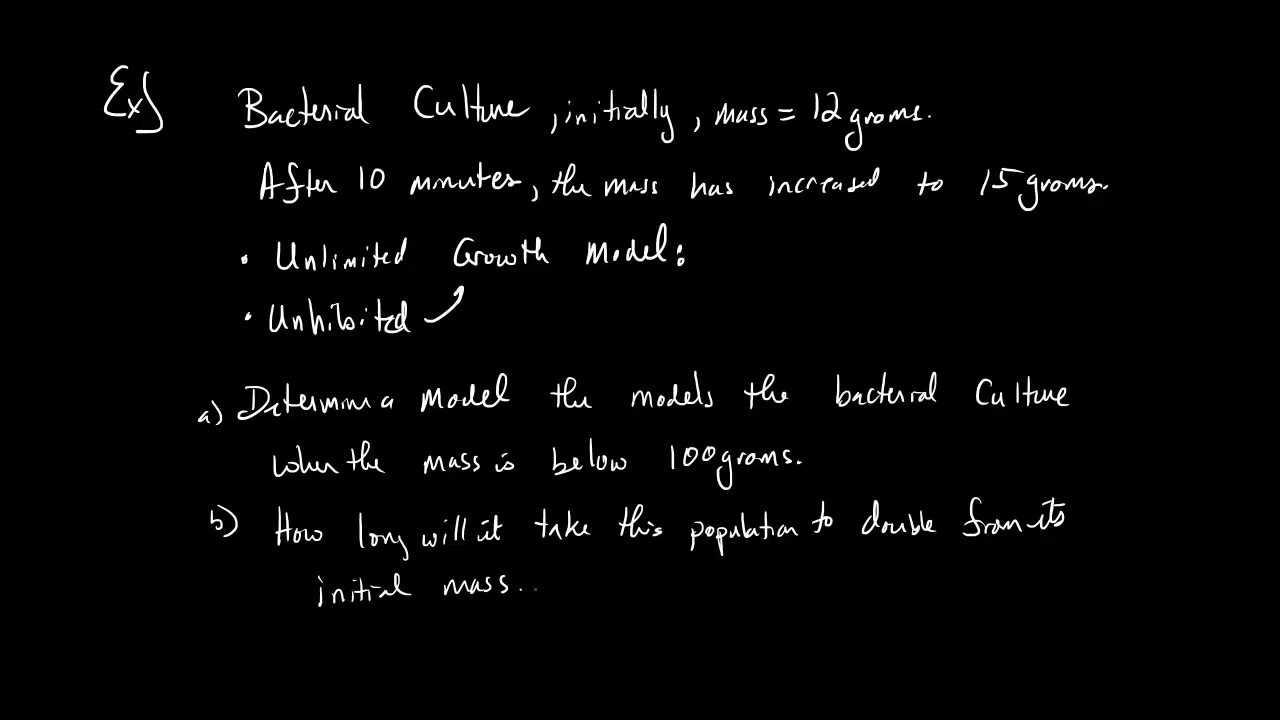 Ex)
Bacterial Culture, initially, mass = 12 grams.
After 10 minutes, the mass has increased to 15 grams.
• Unlimited Growth Model:
• Unhibited
a) Determine a model the models the bacterial Culture
when the mass is below 100 grams.
b) How long will it take this population to double from its
initial mass.